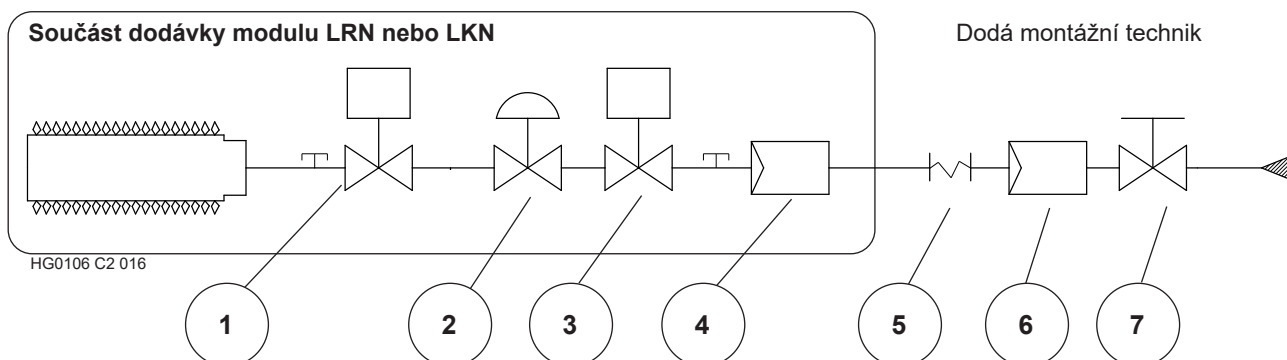 Součást dodávky modulu LRN nebo LKN
Dodá montážní technik
HG0106 C2 016
1 2 3 4 5 6 7